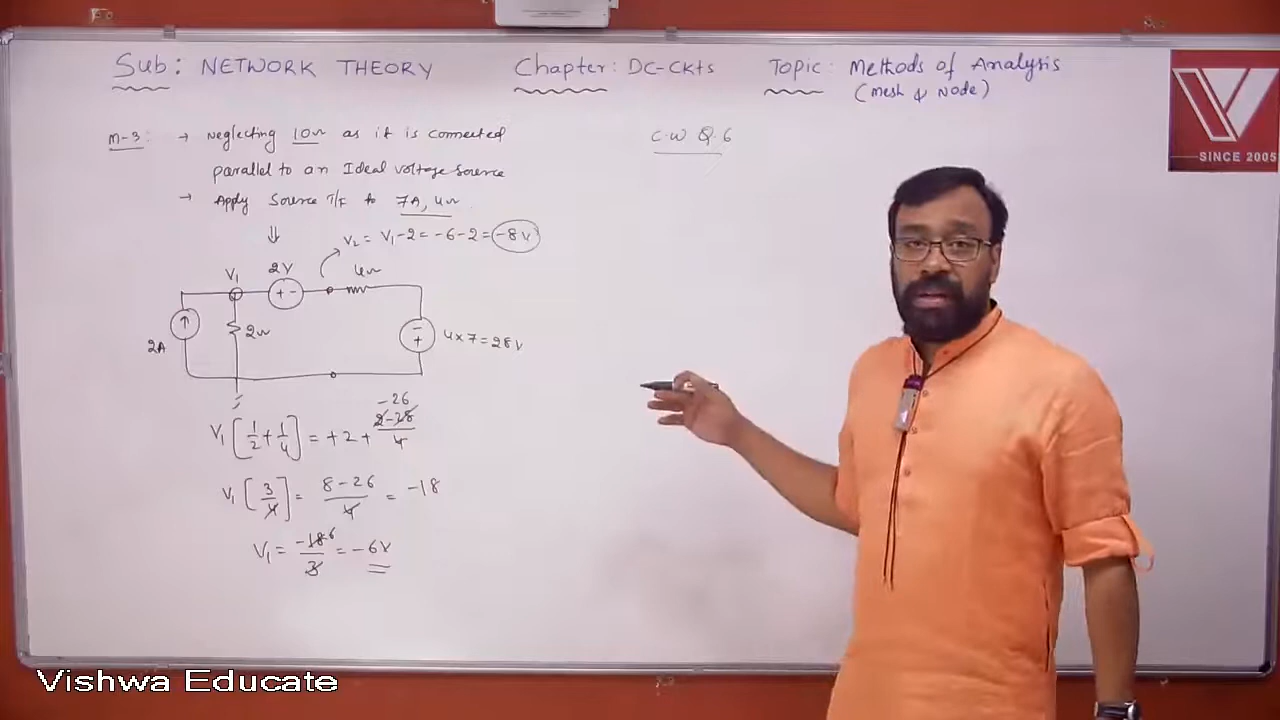 Sub: NETWORK THEORY Chapter: DC-CKts Topic: Methods of Analysis
(Mesh & Node)
M-3: → Neglecting 10Ω as it is connected
parallel to an Ideal voltage source
→ Apply Source T/F to 7A, 4Ω
⇓
V₂ = V₁-2 = -6-2 = -8V
V₁ 2V 4Ω
+ -
2A 2Ω - + 4×7=28V
V₁[1/2+1/4] = +2 + (2-28)/4
-26
V₁[3/4] = (8-26)/4 = -18
V₁ = -18/3 = -6V
6
C.W Q.6
V
SINCE 2005
Vishwa Educate